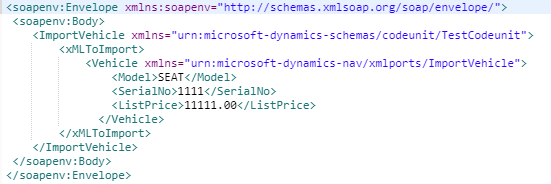 <soapenv:Envelope xmlns:soapenv="http://schemas.xmlsoap.org/soap/envelope/">
<soapenv:Body>
<ImportVehicle xmlns="urn:microsoft-dynamics-schemas/codeunit/TestCodeunit">
<xMLToImport>
<Vehicle xmlns="urn:microsoft-dynamics-nav/xmlports/ImportVehicle">
<Model>SEAT</Model>
<SerialNo>1111</SerialNo>
<ListPrice>11111.00</ListPrice>
</Vehicle>
</xMLToImport>
</ImportVehicle>
</soapenv:Body>
</soapenv:Envelope>